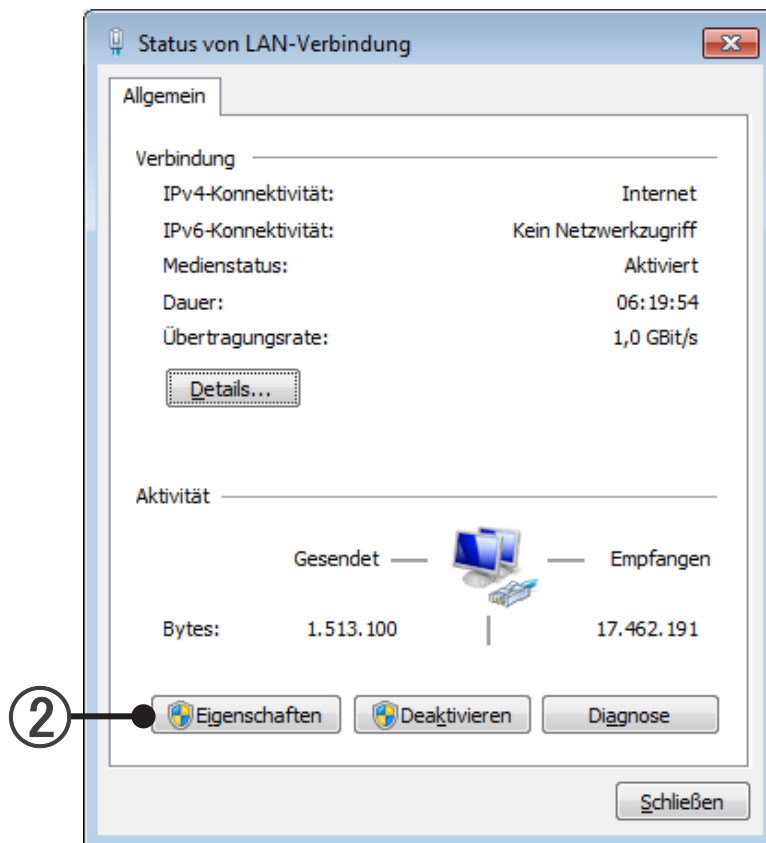 Status von LAN-Verbindung
Allgemein
Verbindung
IPv4-Konnektivität: Internet
IPv6-Konnektivität: Kein Netzwerkzugriff
Medienstatus: Aktiviert
Dauer: 06:19:54
Übertragungsrate: 1,0 GBit/s
Details...
Aktivität
Gesendet Empfangen
Bytes: 1.513.100 17.462.191
2 Eigenschaften Deaktivieren Diagnose
Schließen